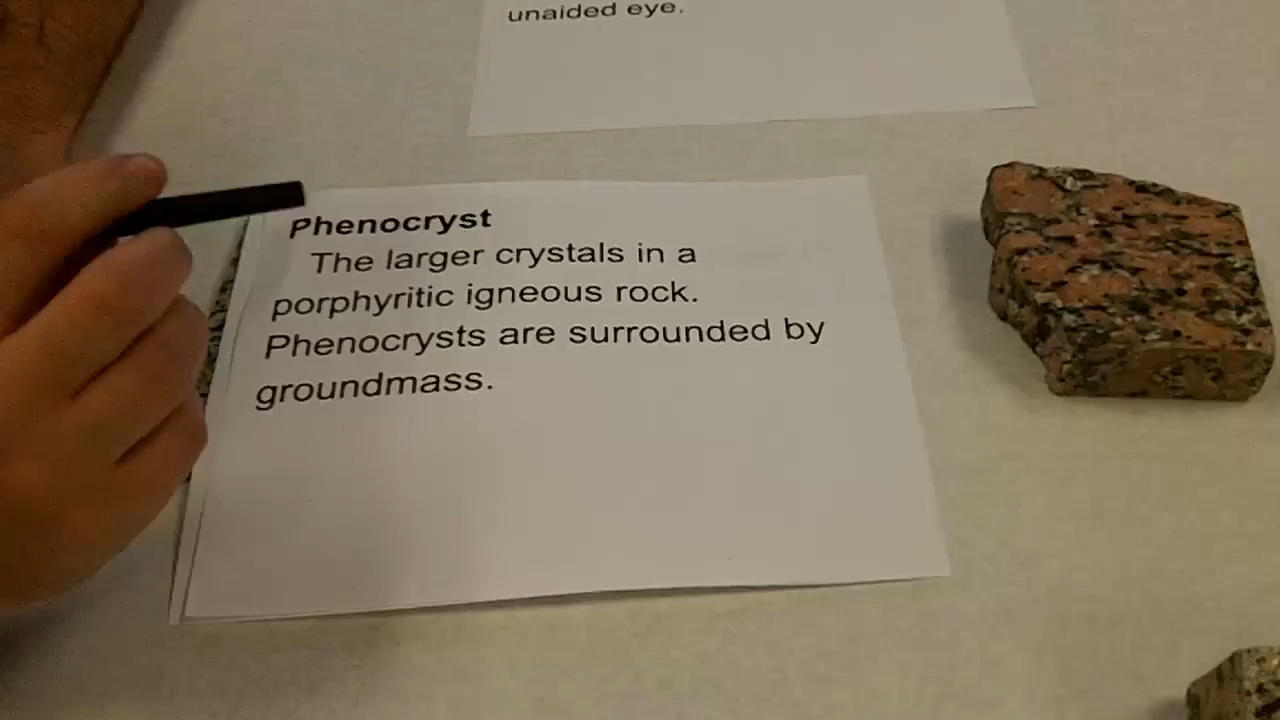 unaided eye.
Phenocryst
The larger crystals in a
porphyritic igneous rock.
Phenocrysts are surrounded by
groundmass.